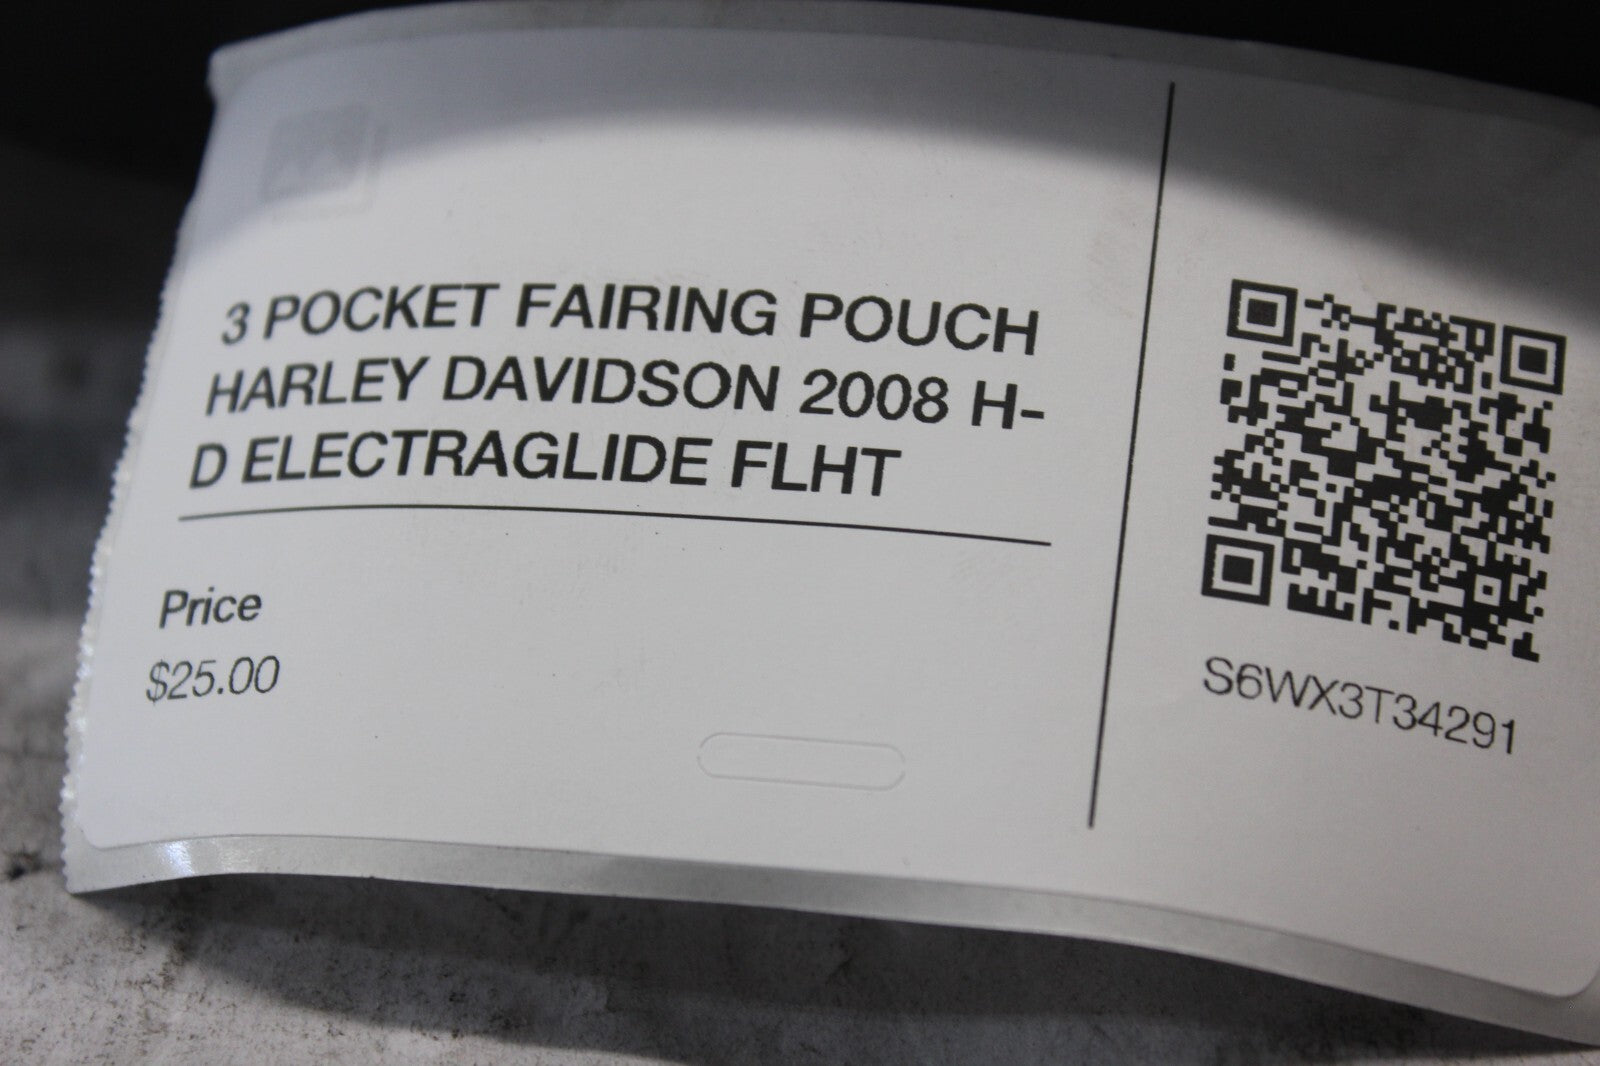 3 POCKET FAIRING POUCH
HARLEY DAVIDSON 2008 H-
D ELECTRAGLIDE FLHT
Price
$25.00
S6WX3T34291